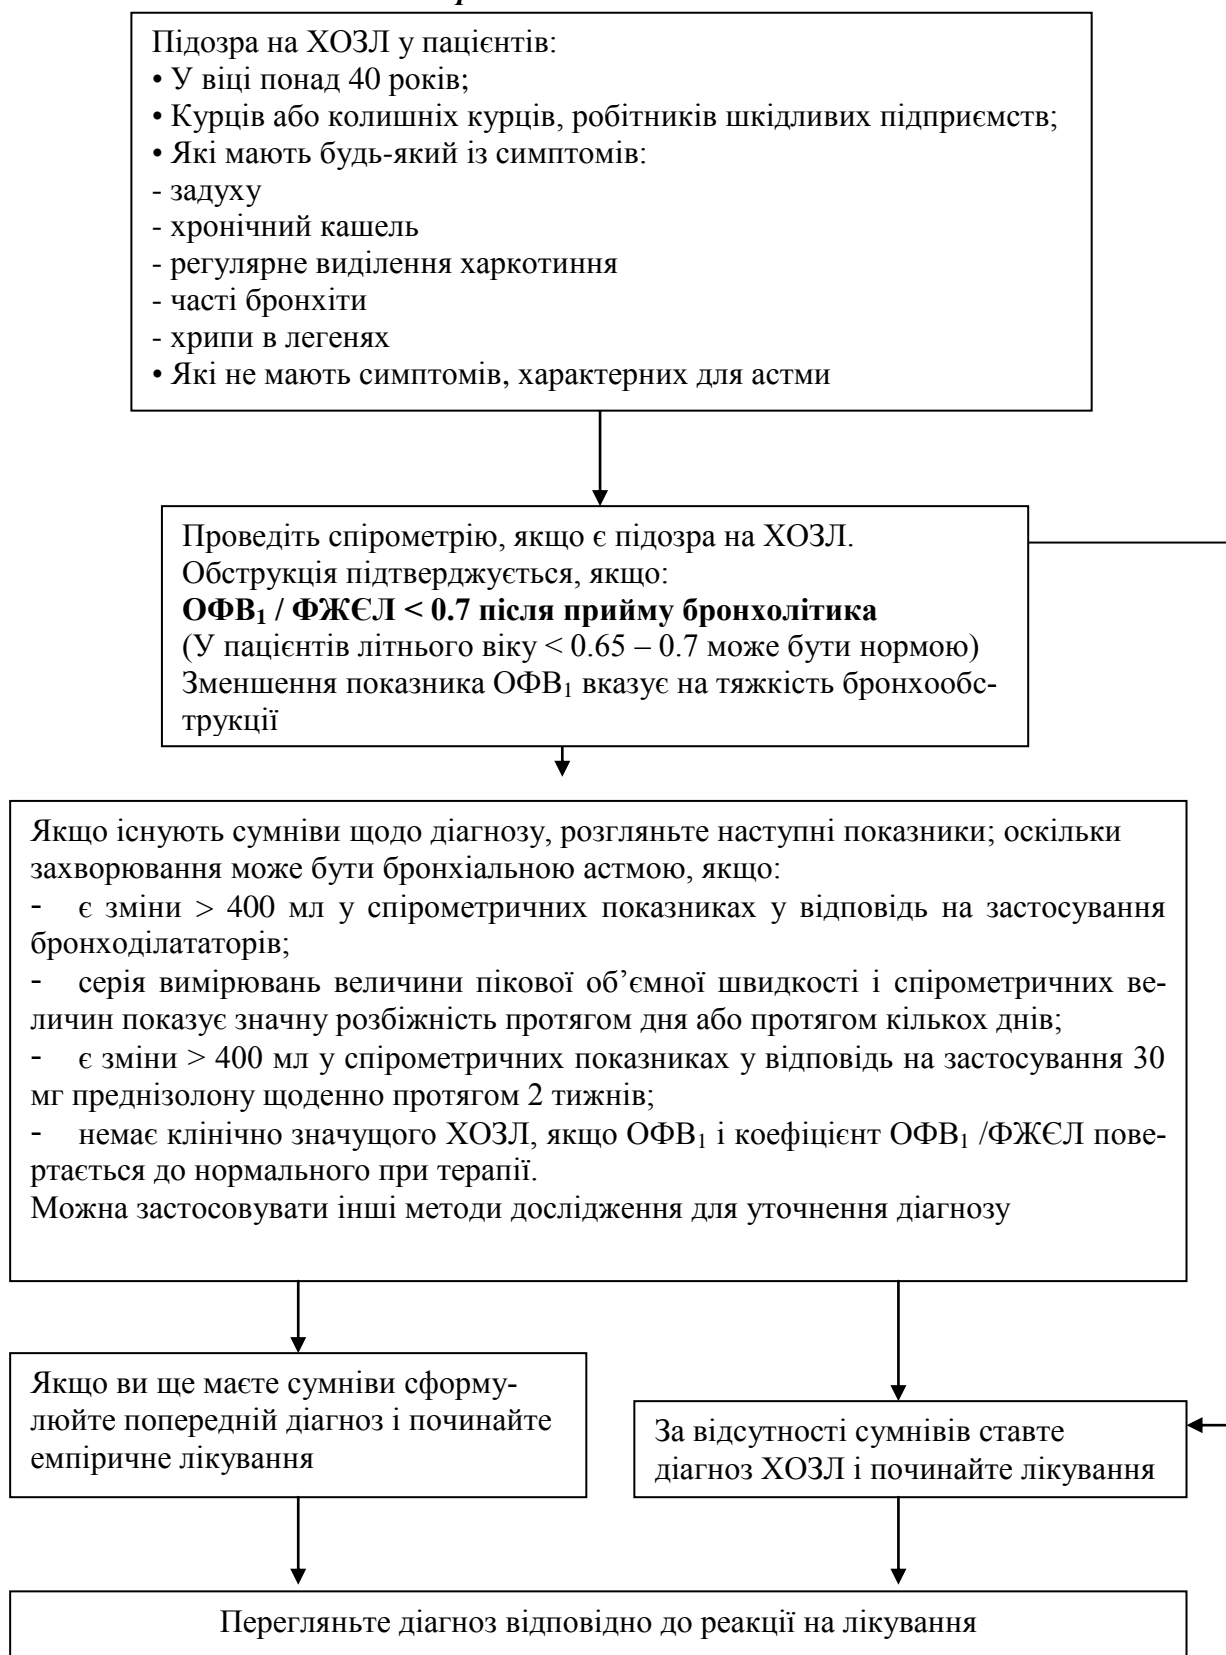 Підозра на ХОЗЛ у пацієнтів:
• У віці понад 40 років;
• Курців або колишніх курців, робітників шкідливих підприємств;
• Які мають будь-який із симптомів:
- задуху
- хронічний кашель
- регулярне виділення харкотиння
- часті бронхіти
- хрипи в легенях
• Які не мають симптомів, характерних для астми
Проведіть спірометрію, якщо є підозра на ХОЗЛ.
Обструкція підтверджується, якщо:
ОФВ₁ / ФЖЄЛ < 0.7 після прийму бронхолітика
(У пацієнтів літнього віку < 0.65 – 0.7 може бути нормою)
Зменшення показника ОФВ₁ вказує на тяжкість бронхообс-
трукції
Якщо існують сумніви щодо діагнозу, розгляньте наступні показники; оскільки
захворювання може бути бронхіальною астмою, якщо:
- є зміни > 400 мл у спірометричних показниках у відповідь на застосування
бронходілататорів;
- серія вимірювань величини пікової об’ємної швидкості і спірометричних ве-
личин показує значну розбіжність протягом дня або протягом кількох днів;
- є зміни > 400 мл у спірометричних показниках у відповідь на застосування 30
мг преднізолону щоденно протягом 2 тижнів;
- немає клінічно значущого ХОЗЛ, якщо ОФВ₁ і коефіцієнт ОФВ₁ /ФЖЄЛ повер-
тається до нормального при терапії.
Можна застосовувати інші методи дослідження для уточнення діагнозу
Якщо ви ще маєте сумніви сформу-
люйте попередній діагноз і починайте
емпіричне лікування
За відсутності сумнівів ставте
діагноз ХОЗЛ і починайте лікування
Перегляньте діагноз відповідно до реакції на лікування